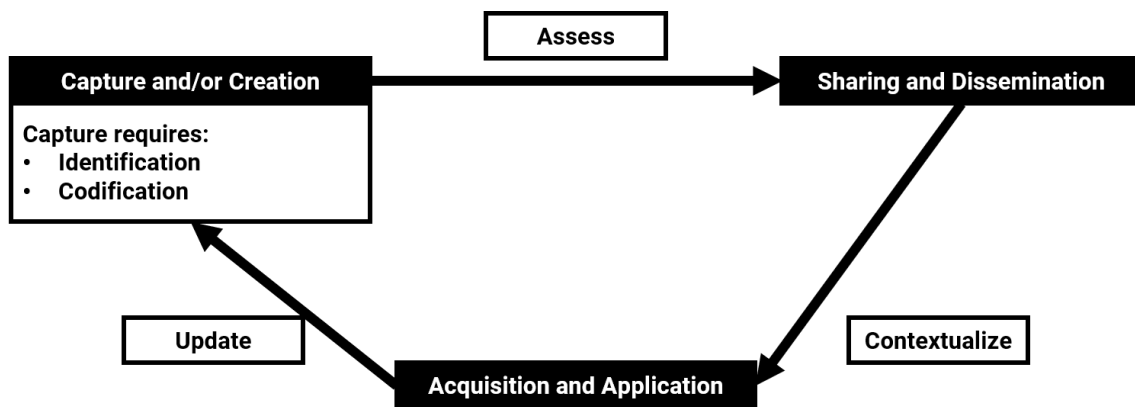 Assess
Capture and/or Creation
Sharing and Dissemination
Capture requires:
• Identification
• Codification
Update
Contextualize
Acquisition and Application